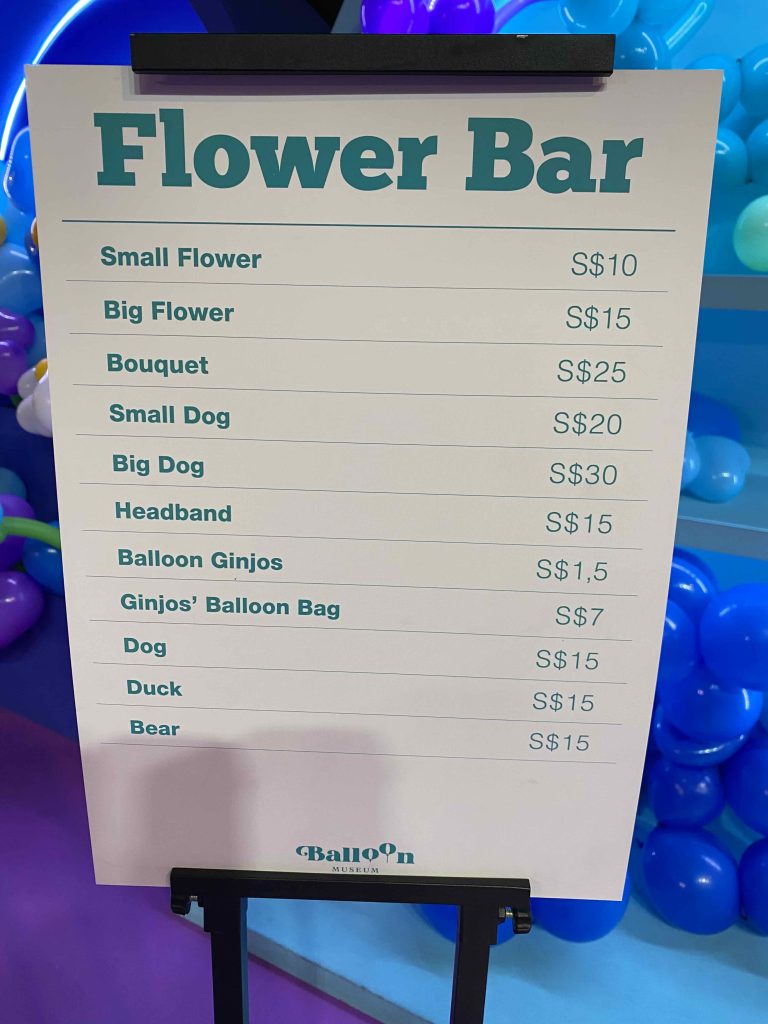 Flower Bar
Small Flower S$10
Big Flower S$15
Bouquet S$25
Small Dog S$20
Big Dog S$30
Headband S$15
Balloon Ginjos S$1,5
Ginjos’ Balloon Bag S$7
Dog S$15
Duck S$15
Bear S$15
Balloon
MUSEUM